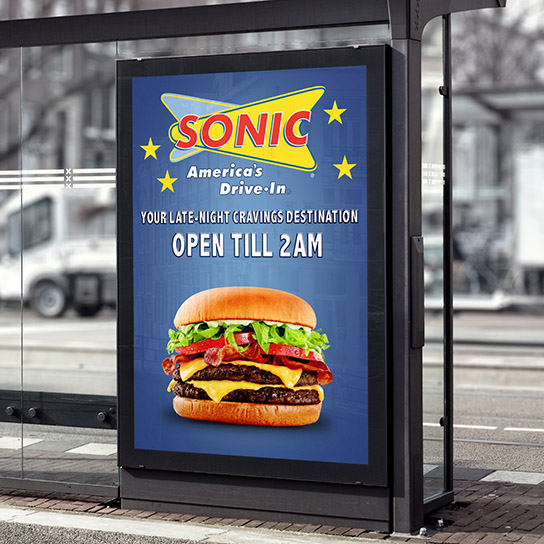 SONIC
®
America's
Drive-In
YOUR LATE-NIGHT CRAVINGS DESTINATION
OPEN TILL 2AM